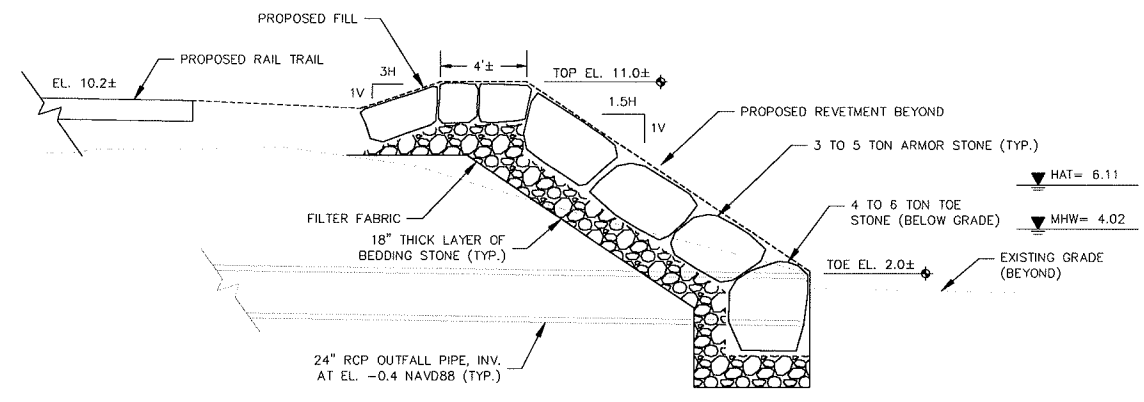 PROPOSED FILL
PROPOSED RAIL TRAIL
EL. 10.2±
3H
1V
4'±
TOP EL. 11.0±
1.5H
1V
PROPOSED REVETMENT BEYOND
3 TO 5 TON ARMOR STONE (TYP.)
HAT= 6.11
4 TO 6 TON TOE
STONE (BELOW GRADE)
MHW= 4.02
FILTER FABRIC
18" THICK LAYER OF
BEDDING STONE (TYP.)
TOE EL. 2.0±
EXISTING GRADE
(BEYOND)
24" RCP OUTFALL PIPE, INV.
AT EL. -0.4 NAVD88 (TYP.)